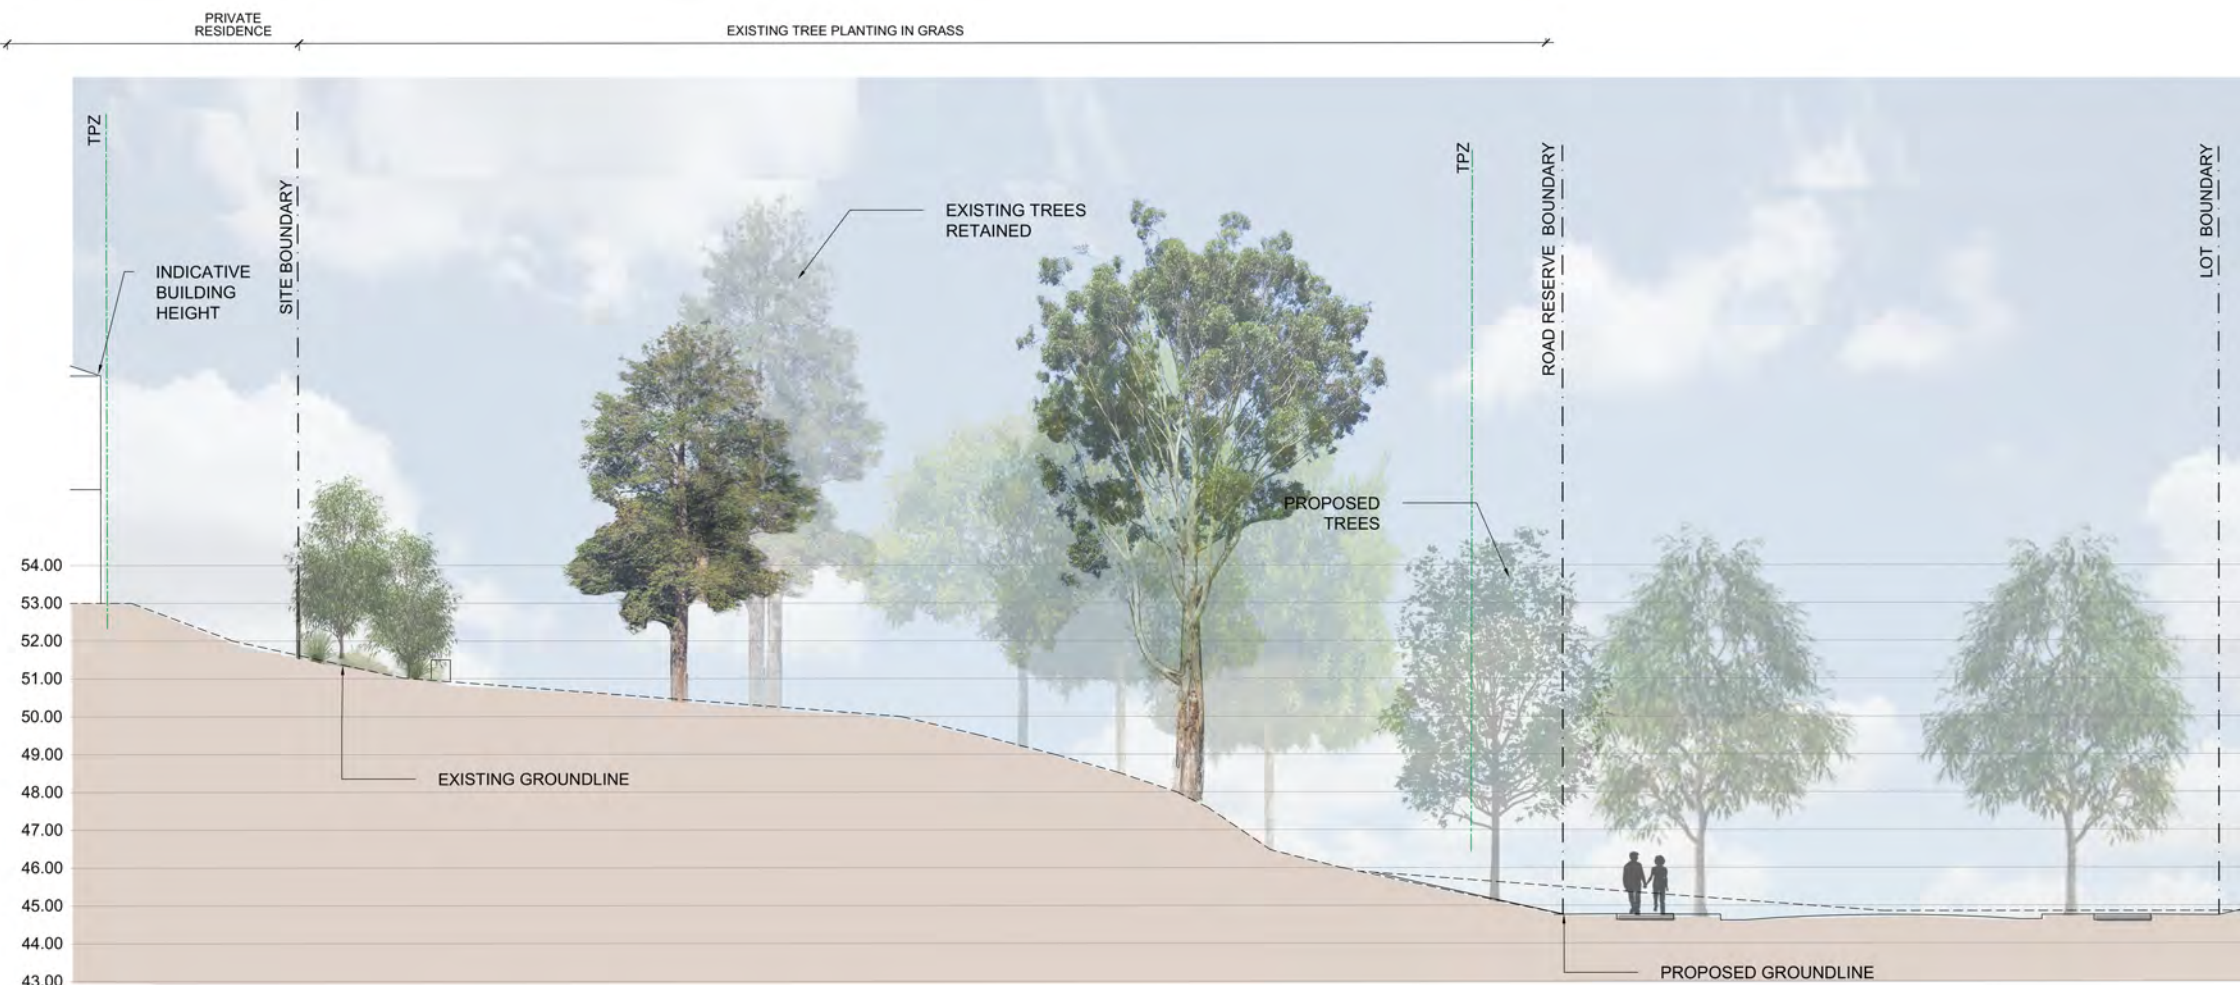 PRIVATE
RESIDENCE
EXISTING TREE PLANTING IN GRASS
TPZ
SITE BOUNDARY
INDICATIVE
BUILDING
HEIGHT
EXISTING TREES
RETAINED
TPZ
ROAD RESERVE BOUNDARY
LOT BOUNDARY
PROPOSED
TREES
54.00
53.00
52.00
51.00
50.00
49.00
48.00
47.00
46.00
45.00
44.00
43.00
EXISTING GROUNDLINE
PROPOSED GROUNDLINE